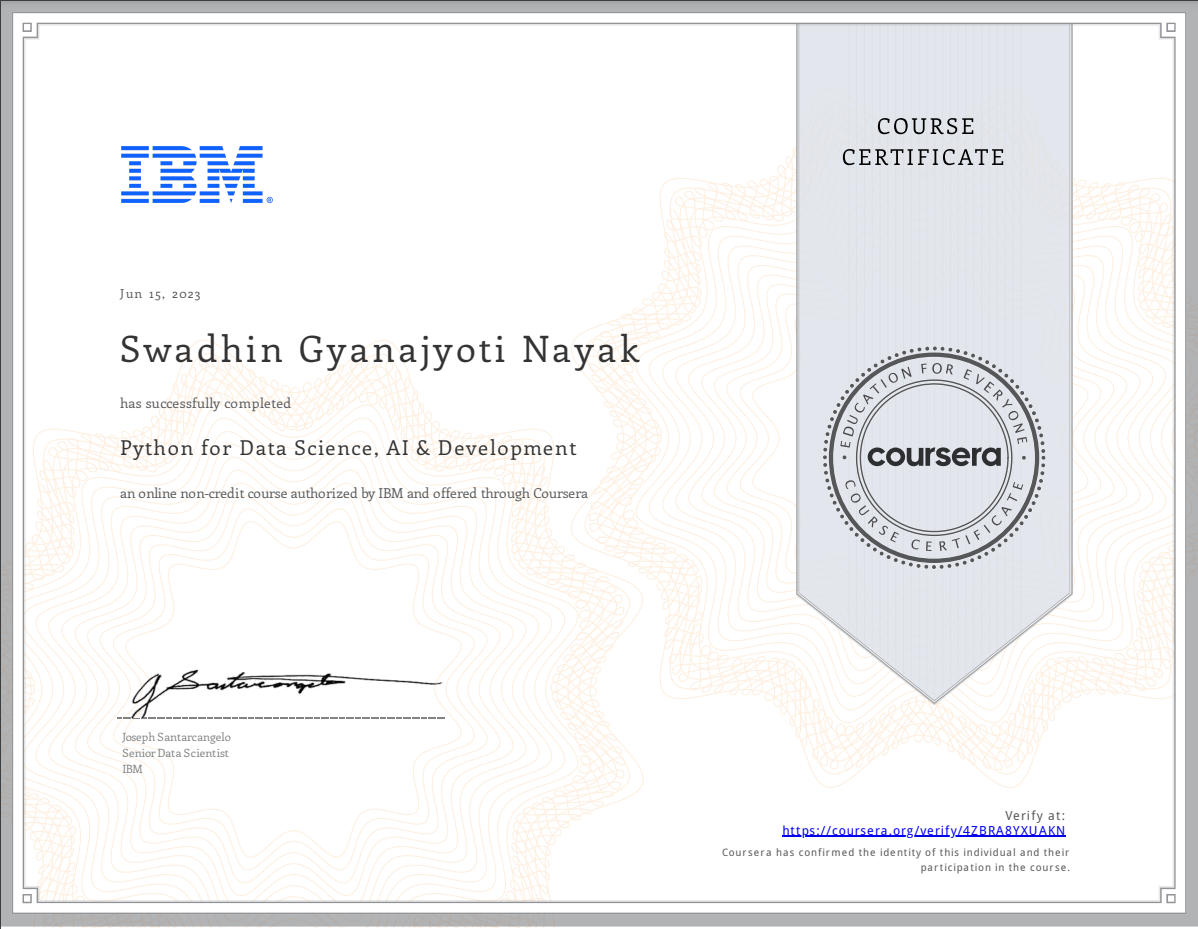 COURSE
CERTIFICATE
IBM®
Jun 15, 2023
Swadhin Gyanajyoti Nayak
has successfully completed
Python for Data Science, AI & Development
an online non-credit course authorized by IBM and offered through Coursera
EDUCATION FOR EVERYONE
coursera
COURSE CERTIFICATE
J Santarcangelo
Joseph Santarcangelo
Senior Data Scientist
IBM
Verify at:
https://coursera.org/verify/4ZBRA8YXUAKN
Coursera has confirmed the identity of this individual and their
participation in the course.